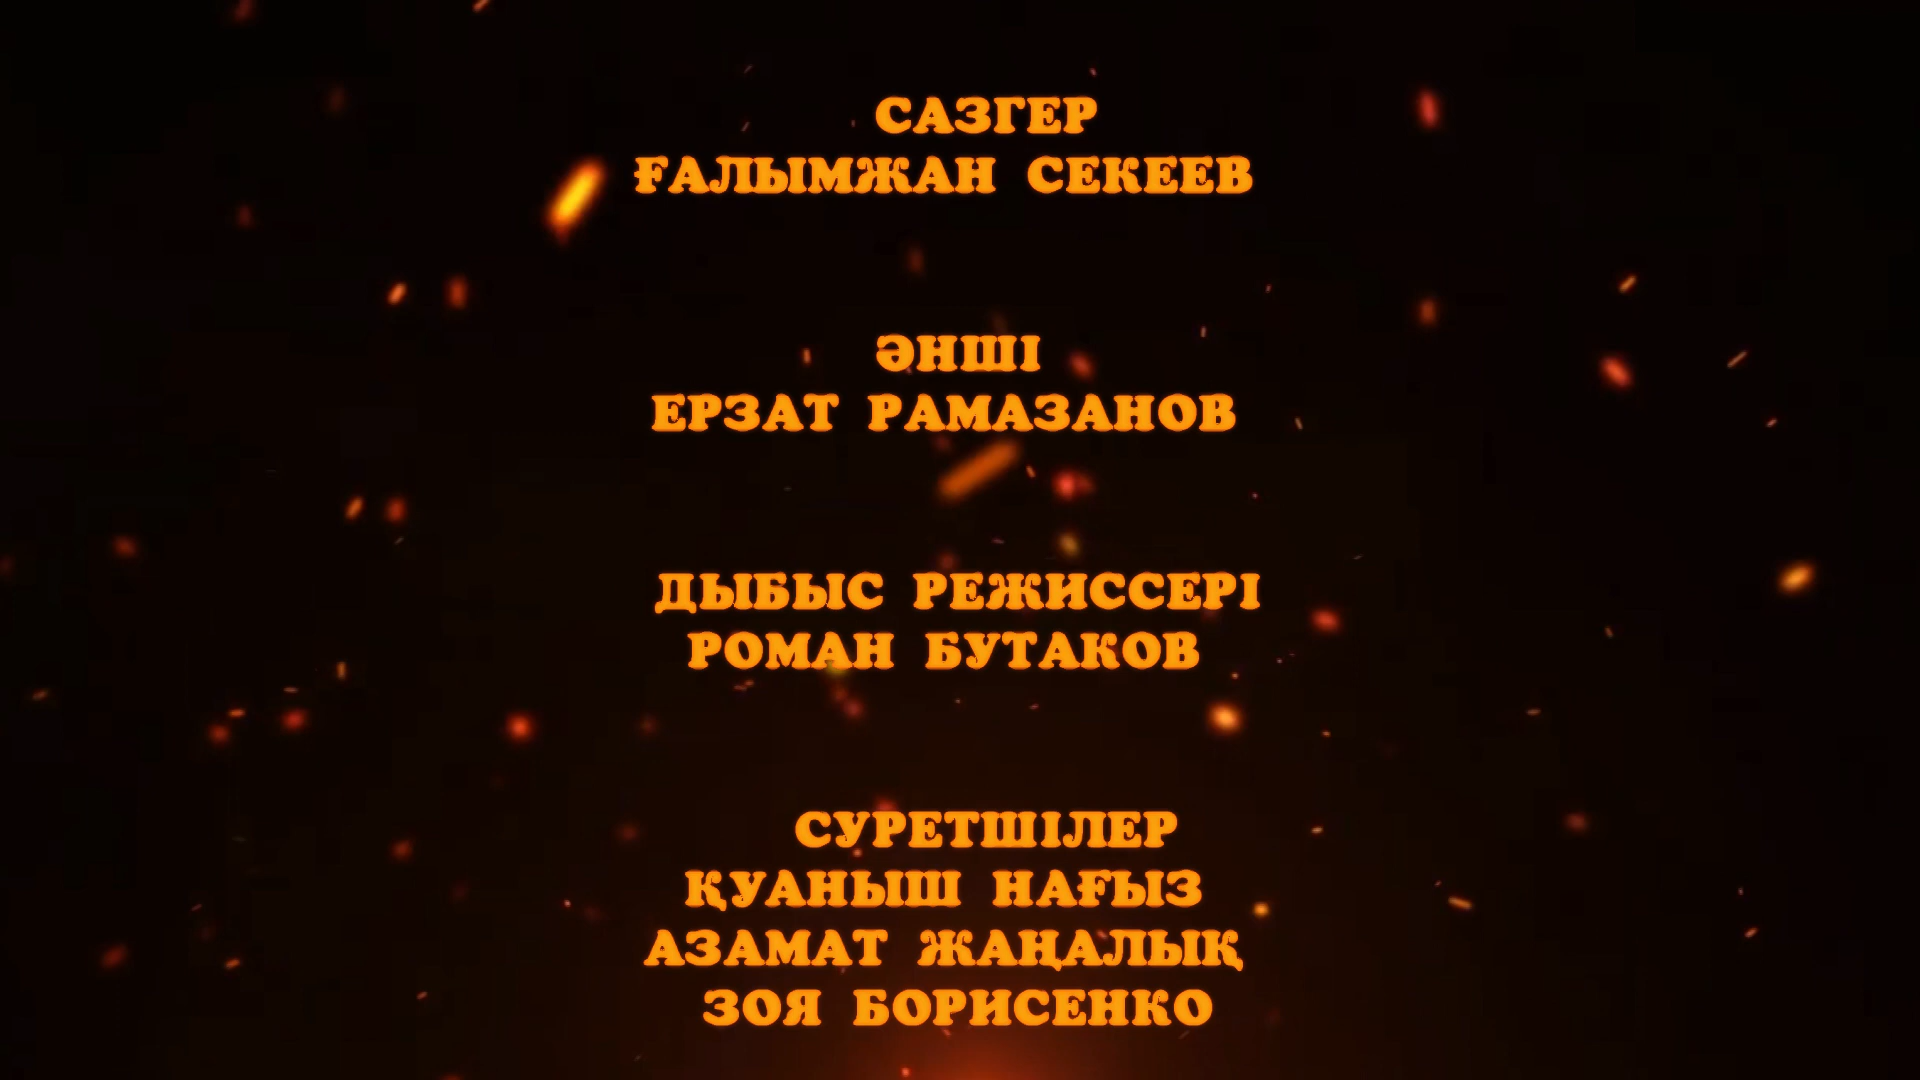 САЗГЕР
ҒАЛЫМЖАН СЕКЕЕВ
ӘНШІ
ЕРЗАТ РАМАЗАНОВ
ДЫБЫС РЕЖИССЕРІ
РОМАН БУТАКОВ
СУРЕТШІЛЕР
ҚУАНЫШ НАҒЫЗ
АЗАМАТ ЖАҢАЛЫҚ
ЗОЯ БОРИСЕНКО